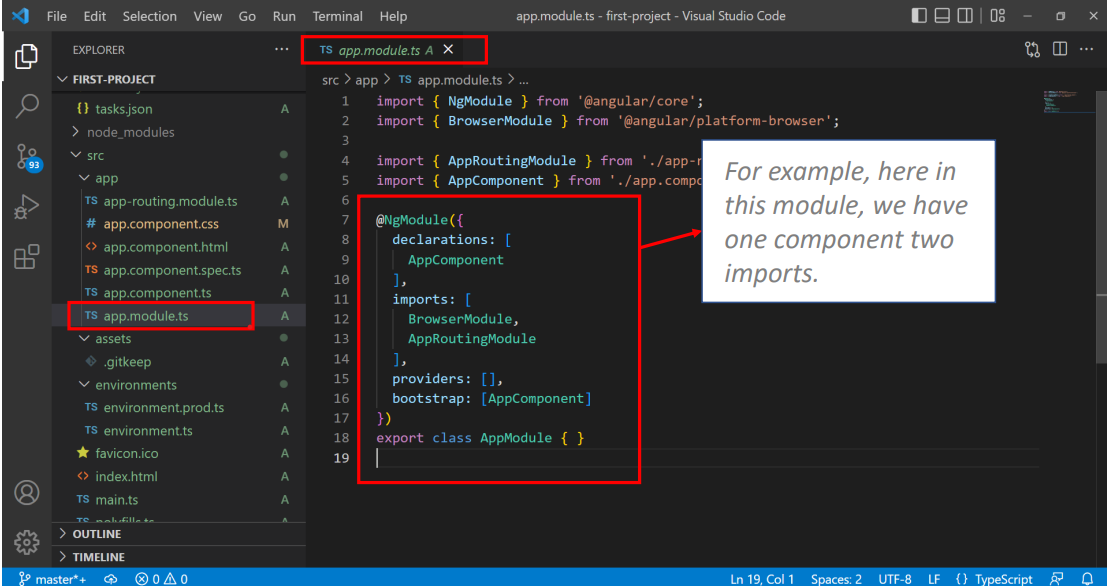 File Edit Selection View Go Run Terminal Help app.module.ts - first-project - Visual Studio Code
EXPLORER
FIRST-PROJECT
{} tasks.json A
node_modules
src
app
TS app-routing.module.ts A
# app.component.css M
<> app.component.html A
TS app.component.spec.ts A
TS app.component.ts A
TS app.module.ts A
assets
.gitkeep A
environments
TS environment.prod.ts A
TS environment.ts A
favicon.ico A
<> index.html A
TS main.ts A
TS polyfills.ts A
OUTLINE
TIMELINE
93
TS app.module.ts A
src > app > TS app.module.ts > ...
1 import { NgModule } from '@angular/core';
2 import { BrowserModule } from '@angular/platform-browser';
3
4 import { AppRoutingModule } from './app-r
5 import { AppComponent } from './app.compo
6
7 @NgModule({
8 declarations: [
9 AppComponent
10 ],
11 imports: [
12 BrowserModule,
13 AppRoutingModule
14 ],
15 providers: [],
16 bootstrap: [AppComponent]
17 })
18 export class AppModule { }
19
For example, here in
this module, we have
one component two
imports.
master*+ 0 0 Ln 19, Col 1 Spaces: 2 UTF-8 LF {} TypeScript